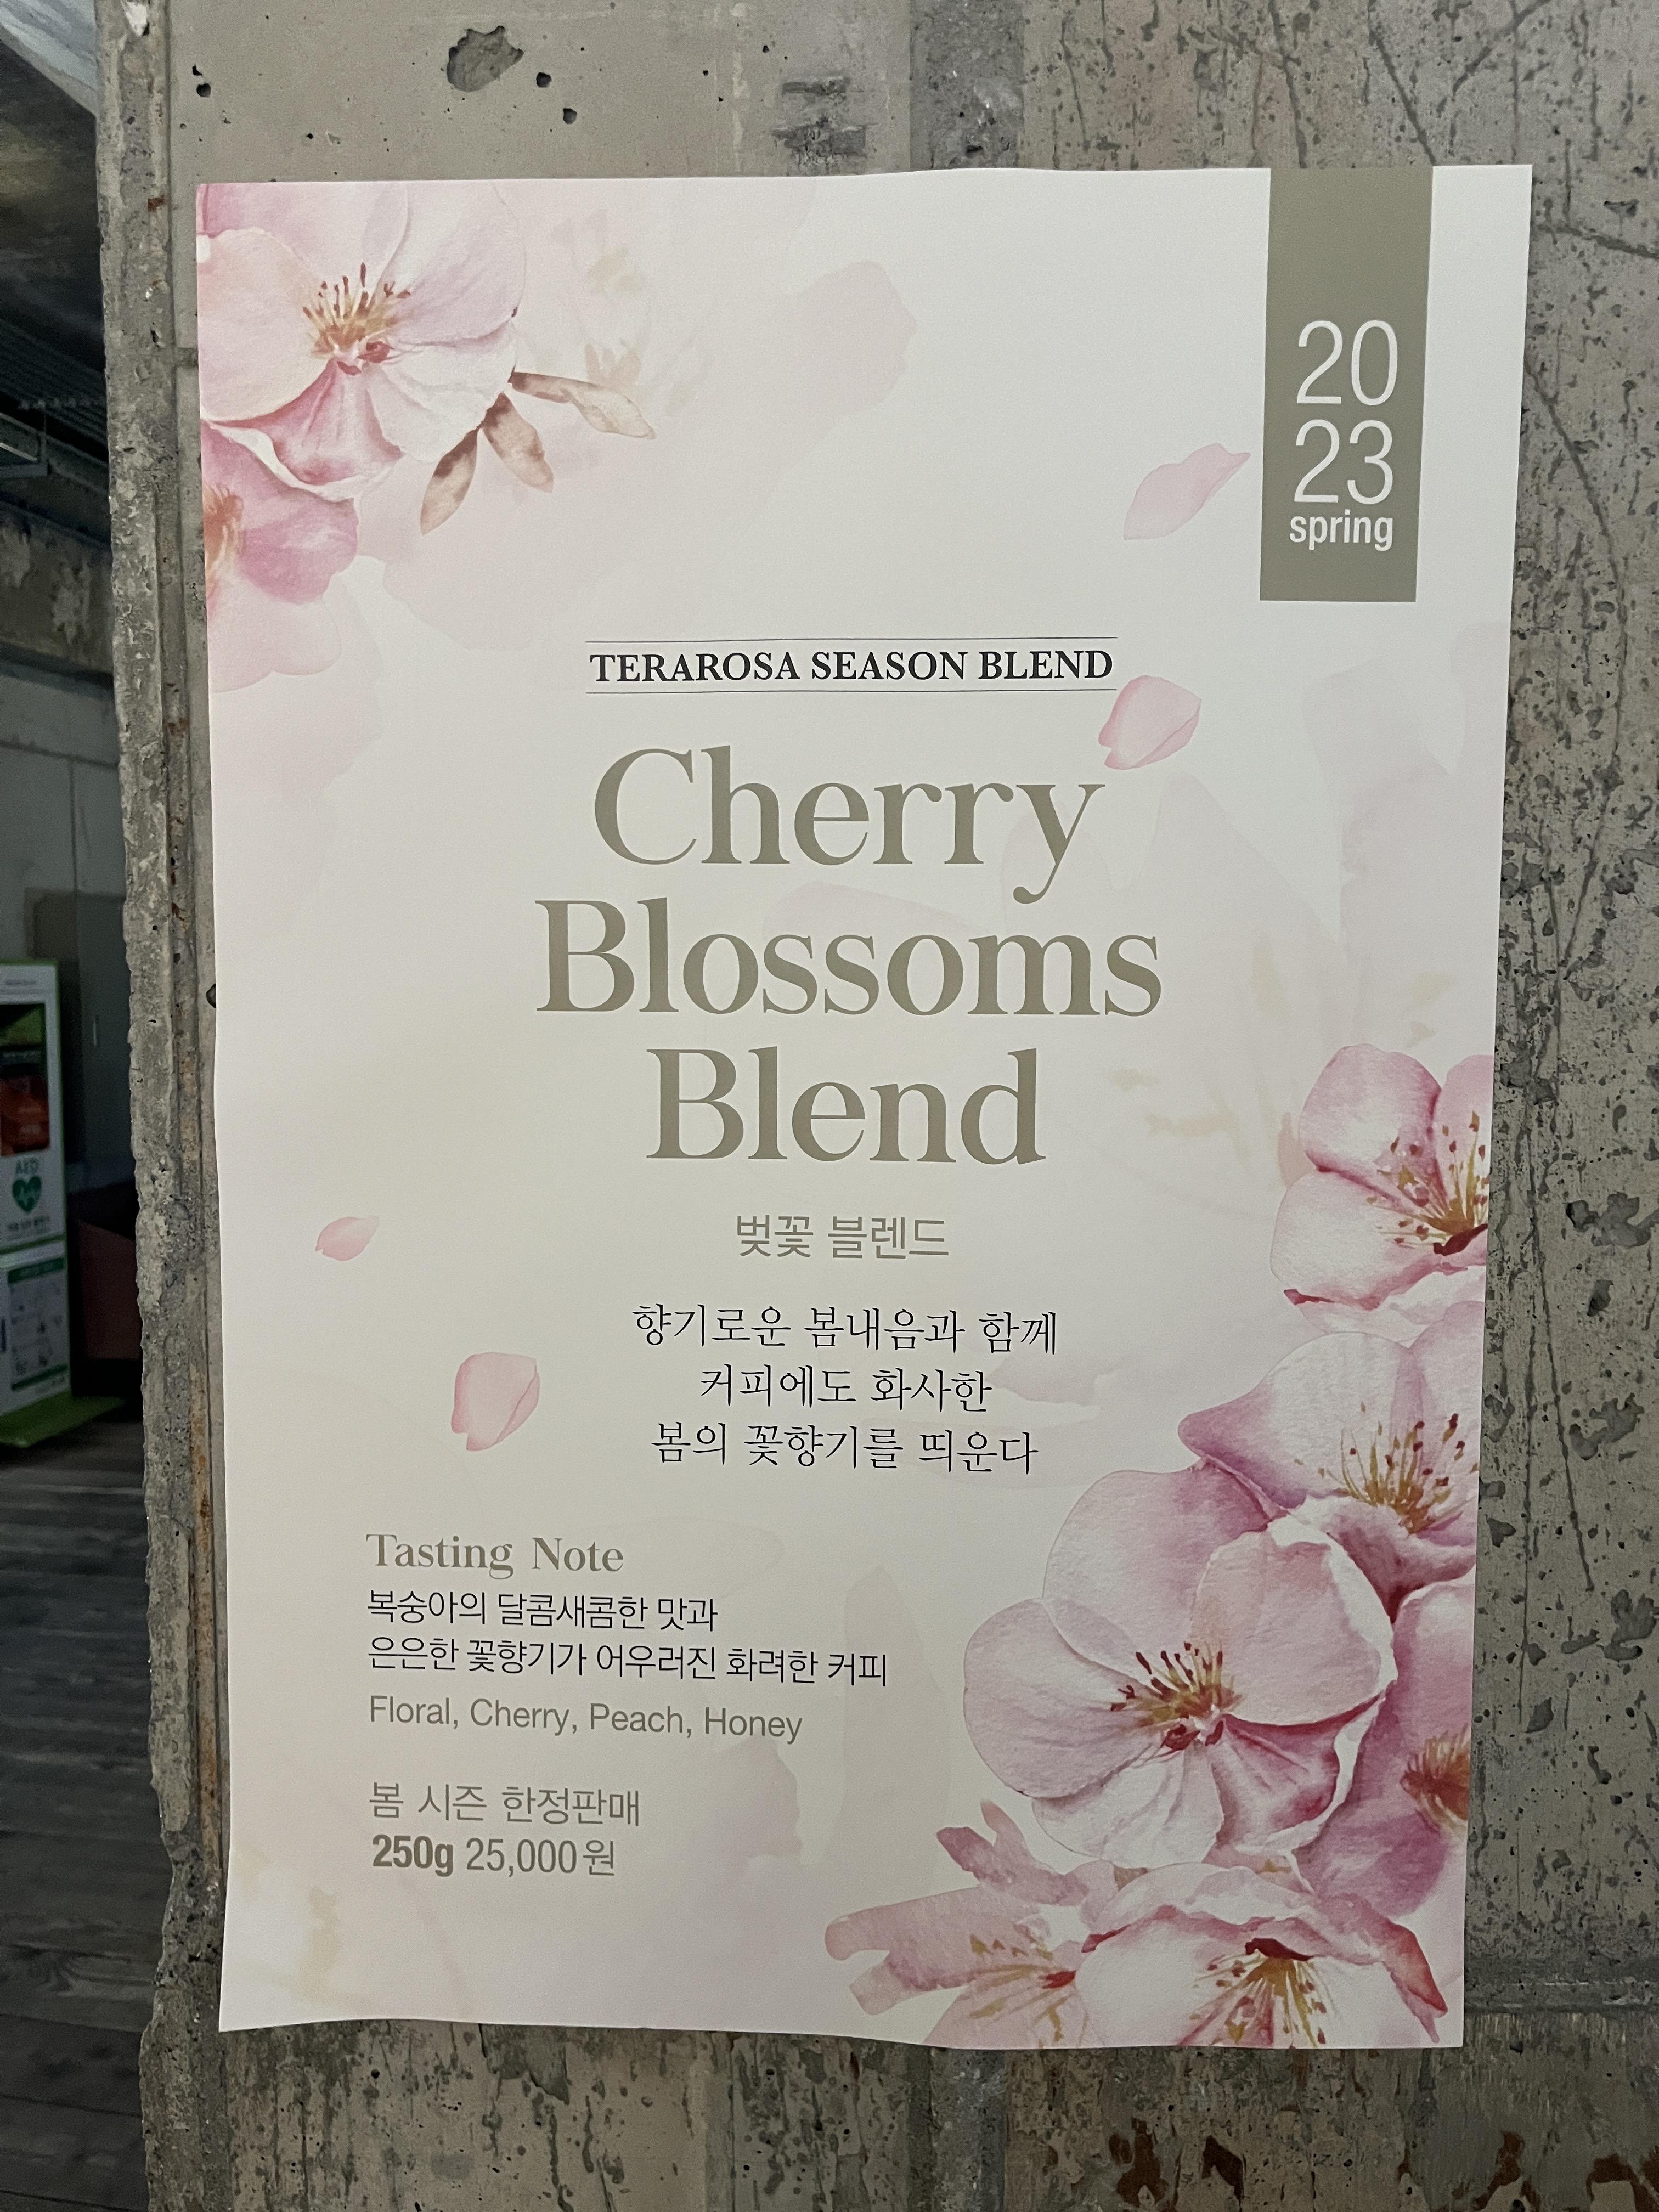 20
23
spring
TERAROSA SEASON BLEND
Cherry
Blossoms
Blend
벚꽃 블렌드
향기로운 봄내음과 함께
커피에도 화사한
봄의 꽃향기를 띄운다
Tasting Note
복숭아의 달콤새콤한 맛과
은은한 꽃향기가 어우러진 화려한 커피
Floral, Cherry, Peach, Honey
봄 시즌 한정판매
250g 25,000원
AED